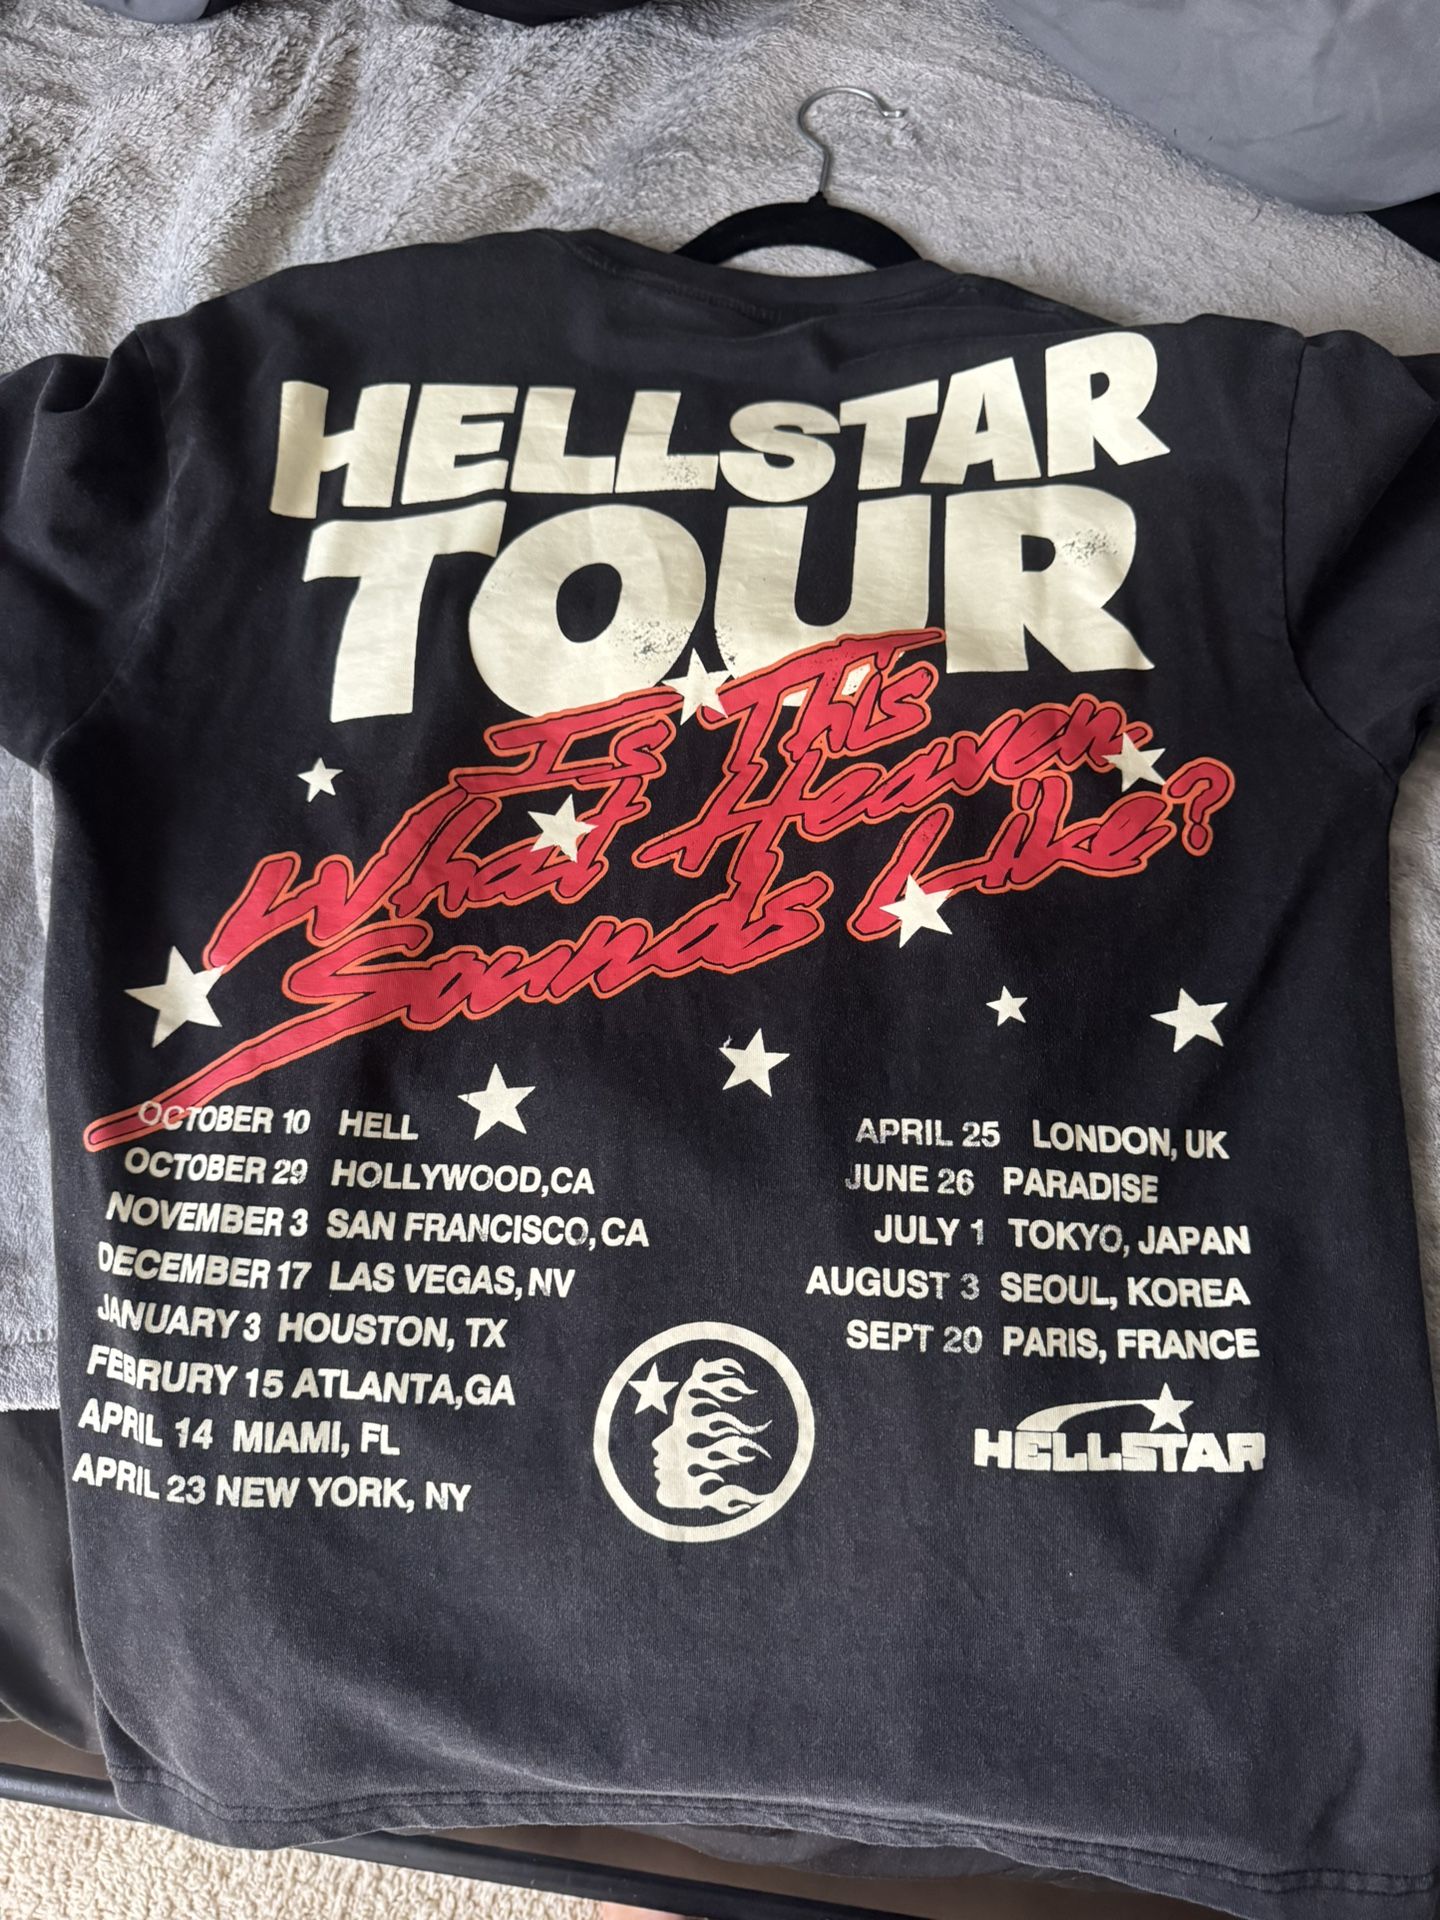 HELLSTAR
TOUR
Is This
What Heaven
Sounds Like?
OCTOBER 10 HELL
OCTOBER 29 HOLLYWOOD,CA
NOVEMBER 3 SAN FRANCISCO, CA
DECEMBER 17 LAS VEGAS, NV
JANUARY 3 HOUSTON, TX
FEBRURY 15 ATLANTA,GA
APRIL 14 MIAMI, FL
APRIL 23 NEW YORK, NY
APRIL 25 LONDON, UK
JUNE 26 PARADISE
JULY 1 TOKYO, JAPAN
AUGUST 3 SEOUL, KOREA
SEPT 20 PARIS, FRANCE
HELLSTAR